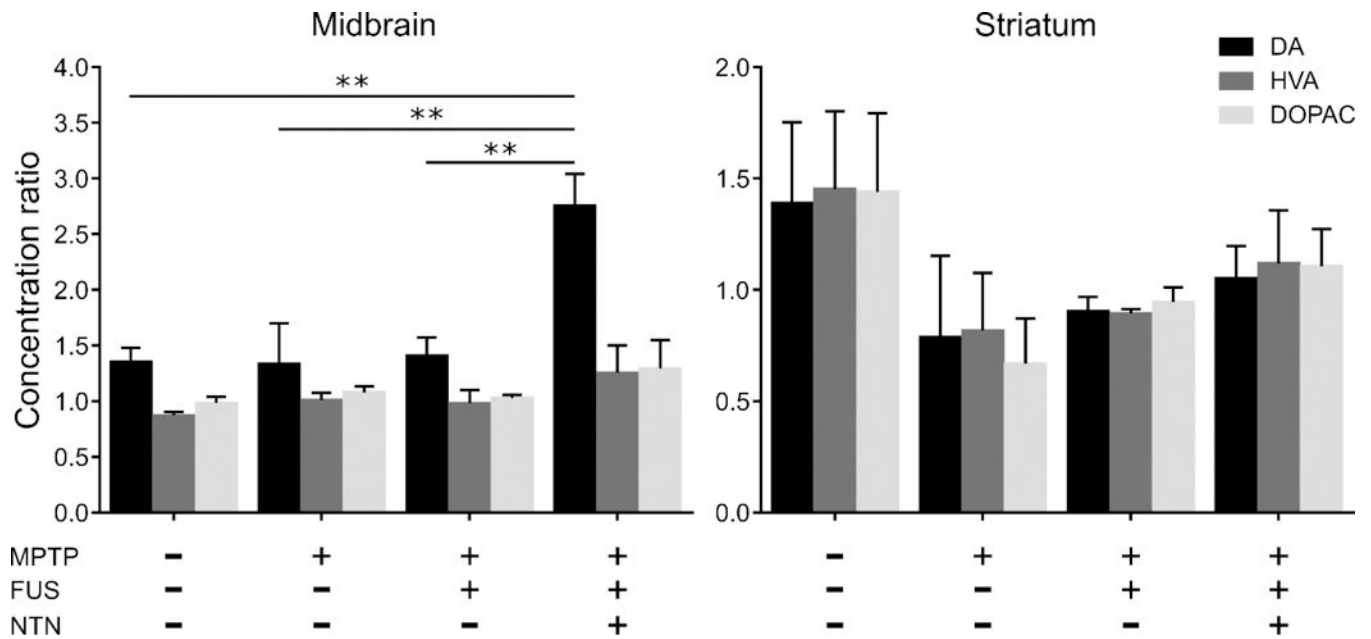 Midbrain
Striatum
DA
HVA
DOPAC
Concentration ratio
4.0
3.5
3.0
2.5
2.0
1.5
1.0
0.5
0.0
**
**
**
2.0
1.5
1.0
0.5
0.0
MPTP - + + + - + + +
FUS - - + + - - + +
NTN - - - + - - - +